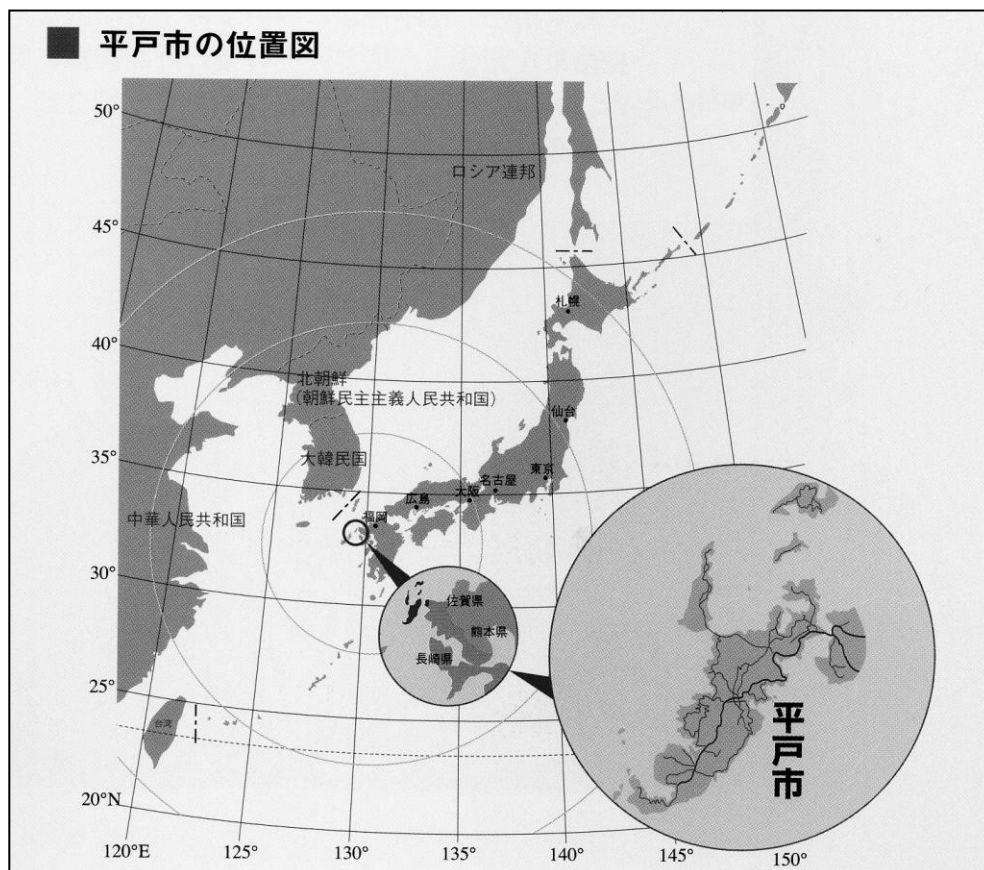 ■ 平戸市の位置図
50°
ロシア連邦
45°
札幌
40°
北朝鮮
(朝鮮民主主義人民共和国)
仙台
35°
大韓民国
東京
名古屋
大阪
広島
福岡
中華人民共和国
30°
佐賀県
熊本県
長崎県
25°
台湾
平戸市
20°N
120°E
125°
130°
135°
140°
145°
150°